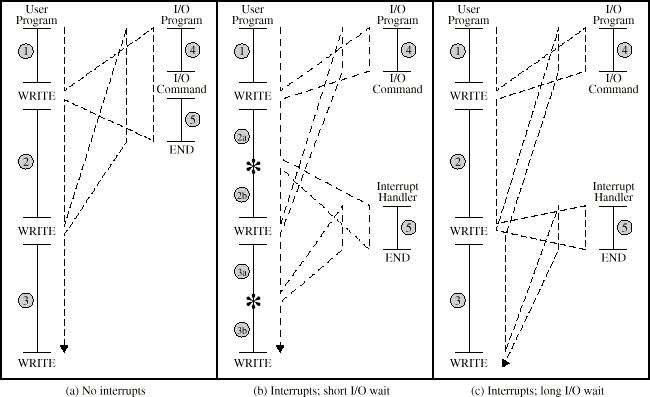 User
Program
I/O
Program
1
4
WRITE
I/O
Command
5
END
2
WRITE
3
WRITE
(a) No interrupts
User
Program
I/O
Program
1
4
WRITE
I/O
Command
2a
*
2b
Interrupt
Handler
5
WRITE
END
3a
*
3b
WRITE
(b) Interrupts; short I/O wait
User
Program
I/O
Program
1
4
WRITE
I/O
Command
2
Interrupt
Handler
5
WRITE
END
3
WRITE
(c) Interrupts; long I/O wait